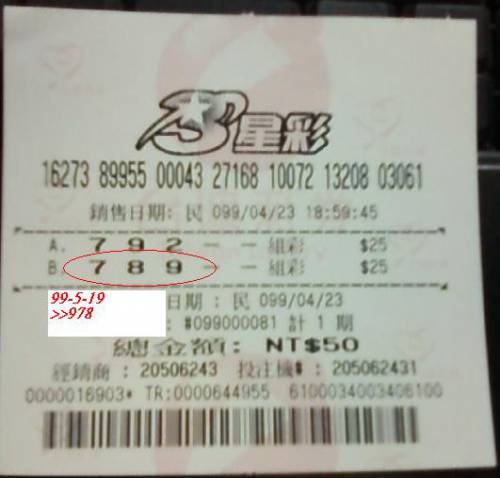 3星彩
16273 89955 00043 27168 10072 13208 03061
銷售日期: 民 099/04/23 18:59:45
A. 7 9 2 - - 組彩 $25
B. 7 8 9 - - 組彩 $25
99-5-19
>>978
日期 : 民 099/04/23
: #099000081 計 1 期
總金額: NT$50
經銷商 : 20506243 投注機# : 205062431
0000016903* TR:0000644955 6100034003406100